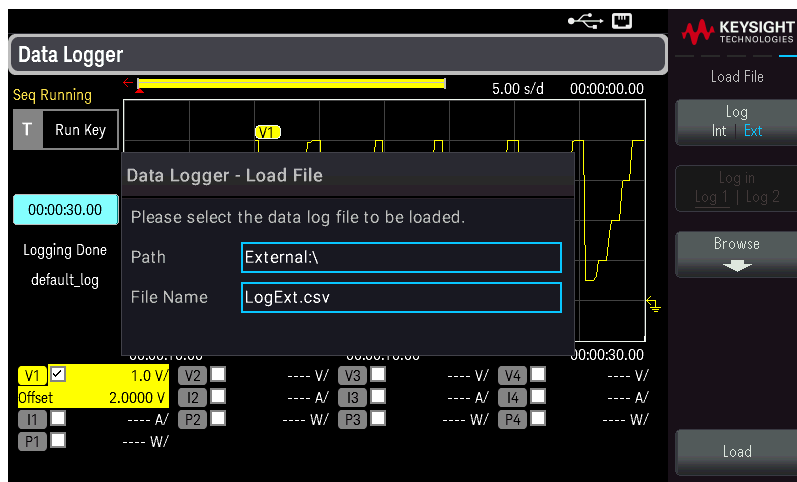 KEYSIGHT
TECHNOLOGIES
Data Logger
Load File
Seq Running
5.00 s/d
00:00:00.00
T
Run Key
V1
Log
Int | Ext
Data Logger - Load File
Log in
Log 1 | Log 2
00:00:30.00
Please select the data log file to be loaded.
Logging Done
default_log
Path
External:\
File Name
LogExt.csv
Browse
00:00:30.00
V1 1.0 V/ V2 ---- V/ V3 ---- V/ V4 ---- V/
Offset 2.0000 V I2 ---- A/ I3 ---- A/ I4 ---- A/
I1 ---- A/ P2 ---- W/ P3 ---- W/ P4 ---- W/
P1 ---- W/
Load